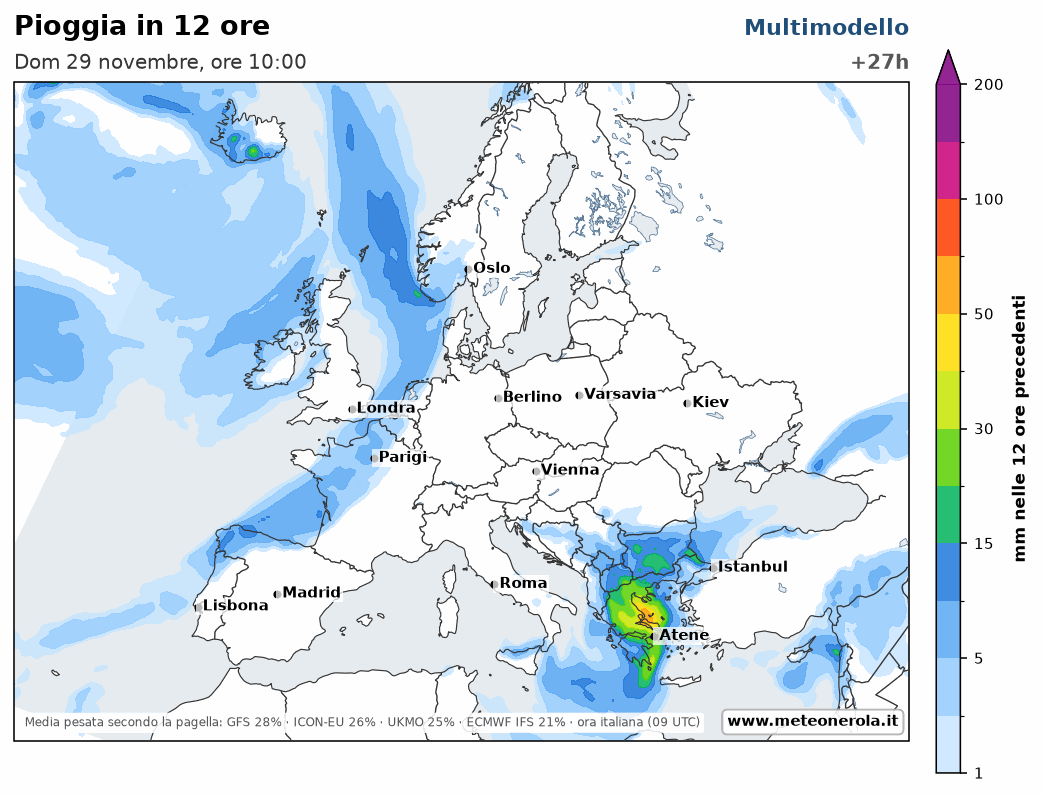 Pioggia in 12 ore
Multimodello
Dom 29 novembre, ore 10:00
+27h
200
100
50
30
15
5
1
mm nelle 12 ore precedenti
Oslo
Londra
Berlino
Varsavia
Kiev
Parigi
Vienna
Istanbul
Roma
Madrid
Lisbona
Atene
Media pesata secondo la pagella: GFS 28% · ICON-EU 26% · UKMO 25% · ECMWF IFS 21% · ora italiana (09 UTC)
www.meteonerola.it